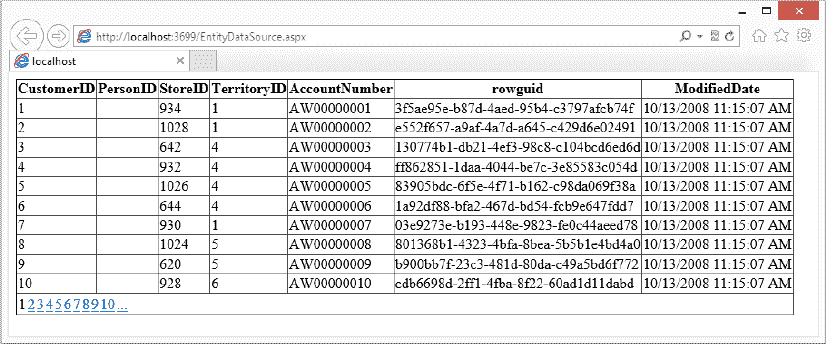 http://localhost:3699/EntityDataSource.aspx
localhost
CustomerID PersonID StoreID TerritoryID AccountNumber rowguid ModifiedDate
1 934 1 AW00000001 3f5ae95e-b87d-4aed-95b4-c3797afcb74f 10/13/2008 11:15:07 AM
2 1028 1 AW00000002 e552f657-a9af-4a7d-a645-c429d6e02491 10/13/2008 11:15:07 AM
3 642 4 AW00000003 130774b1-db21-4ef3-98c8-c104bcd6ed6d 10/13/2008 11:15:07 AM
4 932 4 AW00000004 ff862851-1daa-4044-be7c-3e85583c054d 10/13/2008 11:15:07 AM
5 1026 4 AW00000005 83905bdc-6f5e-4f71-b162-c98da069f38a 10/13/2008 11:15:07 AM
6 644 4 AW00000006 1a92df88-bfa2-467d-bd54-fcb9e647fdd7 10/13/2008 11:15:07 AM
7 930 1 AW00000007 03e9273e-b193-448e-9823-fe0c44aeed78 10/13/2008 11:15:07 AM
8 1024 5 AW00000008 801368b1-4323-4bfa-8bea-5b5b1e4bd4a0 10/13/2008 11:15:07 AM
9 620 5 AW00000009 b900bb7f-23c3-481d-80da-c49a5bd6f772 10/13/2008 11:15:07 AM
10 928 6 AW00000010 cdb6698d-2ff1-4fba-8f22-60ad1d11dabd 10/13/2008 11:15:07 AM
1 2 3 4 5 6 7 8 9 10 ...